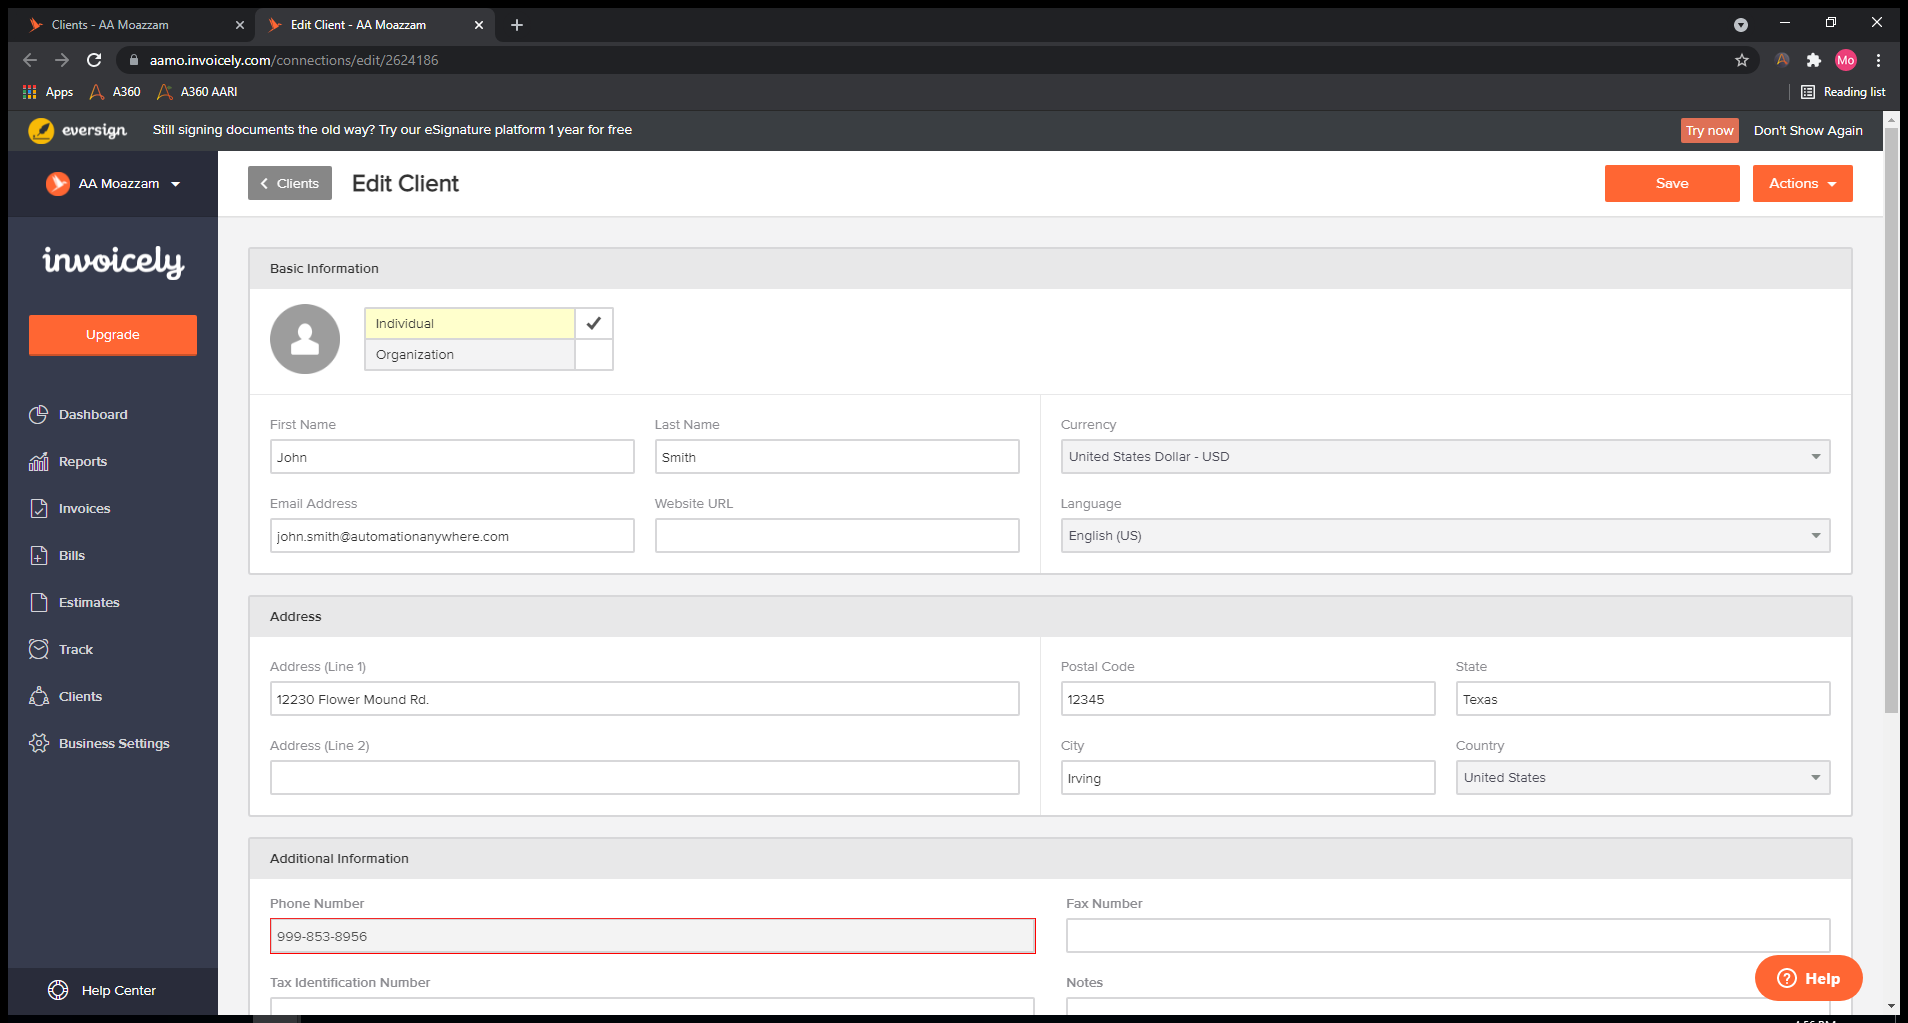 Clients - AA Moazzam
Edit Client - AA Moazzam
aamo.invoicely.com/connections/edit/2624186
Mo
Apps
A360
A360 AARI
Reading list
eversign
Still signing documents the old way? Try our eSignature platform 1 year for free
Try now
Don't Show Again
AA Moazzam
Clients
Edit Client
Save
Actions
invoicely
Upgrade
Dashboard
Reports
Invoices
Bills
Estimates
Track
Clients
Business Settings
Help Center
Basic Information
Individual
Organization
First Name
Last Name
Currency
John
Smith
United States Dollar - USD
Email Address
Website URL
Language
john.smith@automationanywhere.com
English (US)
Address
Address (Line 1)
Postal Code
State
12230 Flower Mound Rd.
12345
Texas
Address (Line 2)
City
Country
Irving
United States
Additional Information
Phone Number
Fax Number
999-853-8956
Tax Identification Number
Notes
Help